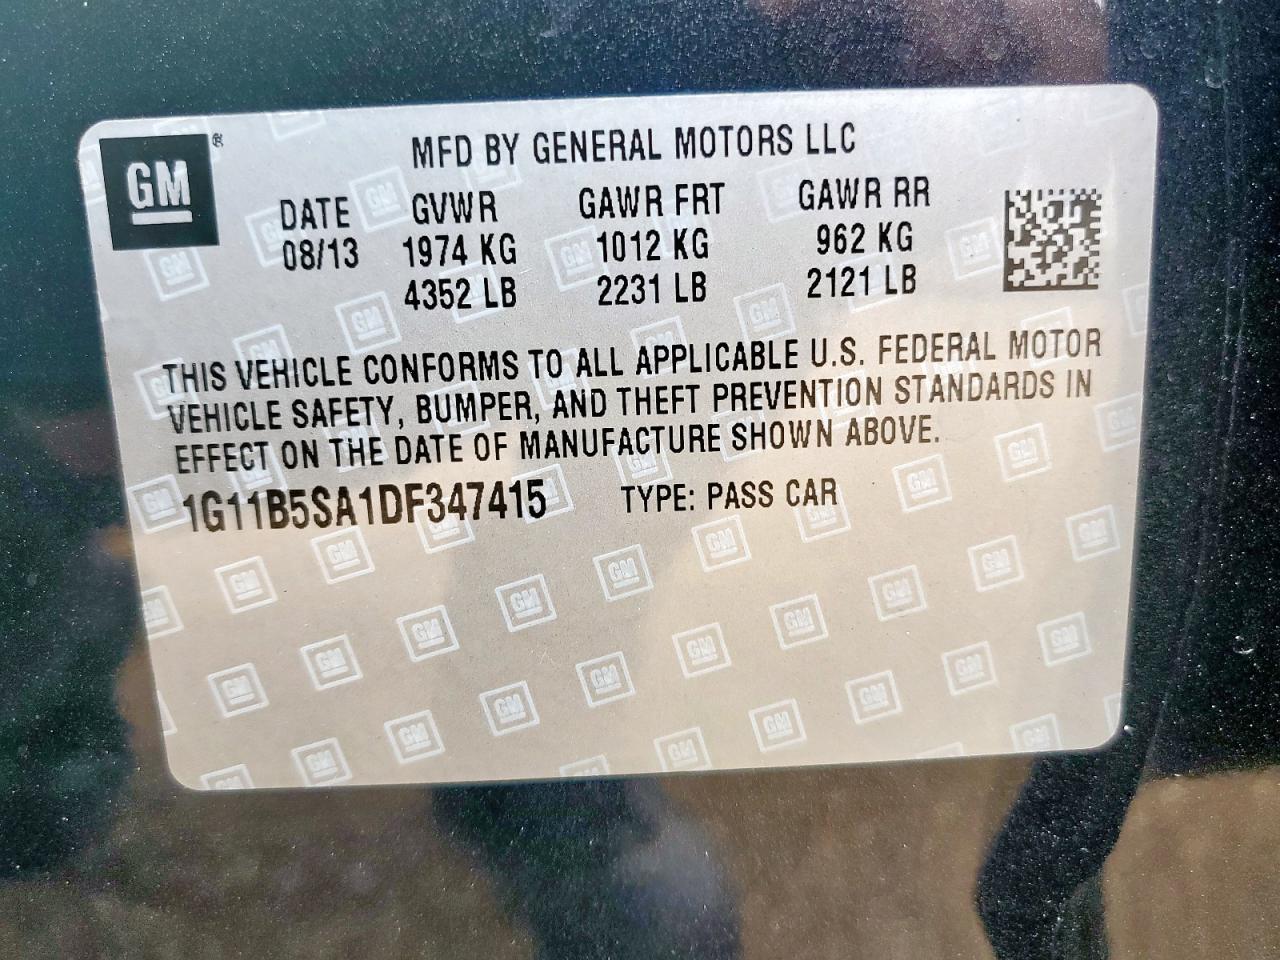 GM®
MFD BY GENERAL MOTORS LLC
DATE GVWR GAWR FRT GAWR RR
08/13 1974 KG 1012 KG 962 KG
4352 LB 2231 LB 2121 LB
THIS VEHICLE CONFORMS TO ALL APPLICABLE U.S. FEDERAL MOTOR
VEHICLE SAFETY, BUMPER, AND THEFT PREVENTION STANDARDS IN
EFFECT ON THE DATE OF MANUFACTURE SHOWN ABOVE.
1G11B5SA1DF347415 TYPE: PASS CAR